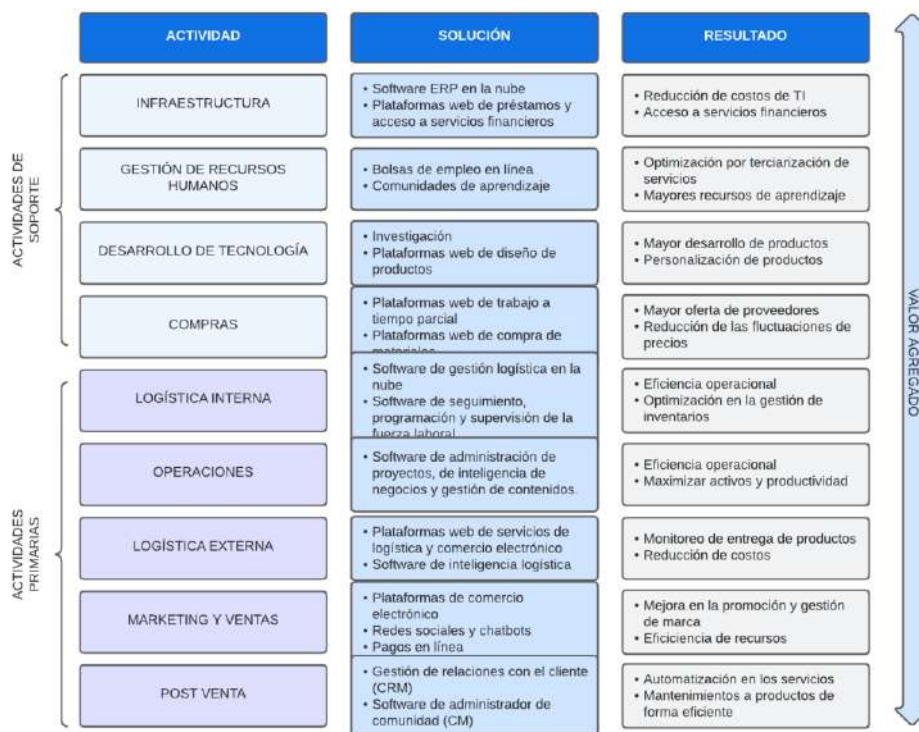 ACTIVIDAD
SOLUCIÓN
RESULTADO
ACTIVIDADES DE
SOPORTE
INFRAESTRUCTURA
• Software ERP en la nube
• Plataformas web de préstamos y
acceso a servicios financieros
• Reducción de costos de TI
• Acceso a servicios financieros
GESTIÓN DE RECURSOS
HUMANOS
• Bolsas de empleo en línea
• Comunidades de aprendizaje
• Optimización por terciarización de
servicios
• Mayores recursos de aprendizaje
DESARROLLO DE TECNOLOGÍA
• Investigación
• Plataformas web de diseño de
productos
• Mayor desarrollo de productos
• Personalización de productos
COMPRAS
• Plataformas web de trabajo a
tiempo parcial
• Plataformas web de compra de
materiales
• Mayor oferta de proveedores
• Reducción de las fluctuaciones de
precios
ACTIVIDADES
PRIMARIAS
LOGÍSTICA INTERNA
• Software de gestión logística en la
nube
• Software de seguimiento,
programación y supervisión de la
fuerza laboral
• Eficiencia operacional
• Optimización en la gestión de
inventarios
OPERACIONES
• Software de administración de
proyectos, de inteligencia de
negocios y gestión de contenidos.
• Eficiencia operacional
• Maximizar activos y productividad
LOGÍSTICA EXTERNA
• Plataformas web de servicios de
logística y comercio electrónico
• Software de inteligencia logística
• Monitoreo de entrega de productos
• Reducción de costos
MARKETING Y VENTAS
• Plataformas de comercio
electrónico
• Redes sociales y chatbots
• Pagos en línea
• Mejora en la promoción y gestión
de marca
• Eficiciencia de recursos
POST VENTA
• Gestión de relaciones con el cliente
(CRM)
• Software de administrador de
comunidad (CM)
• Automatización en los servicios
• Mantenimientos a productos de
forma eficiente
VALOR AGREGADO